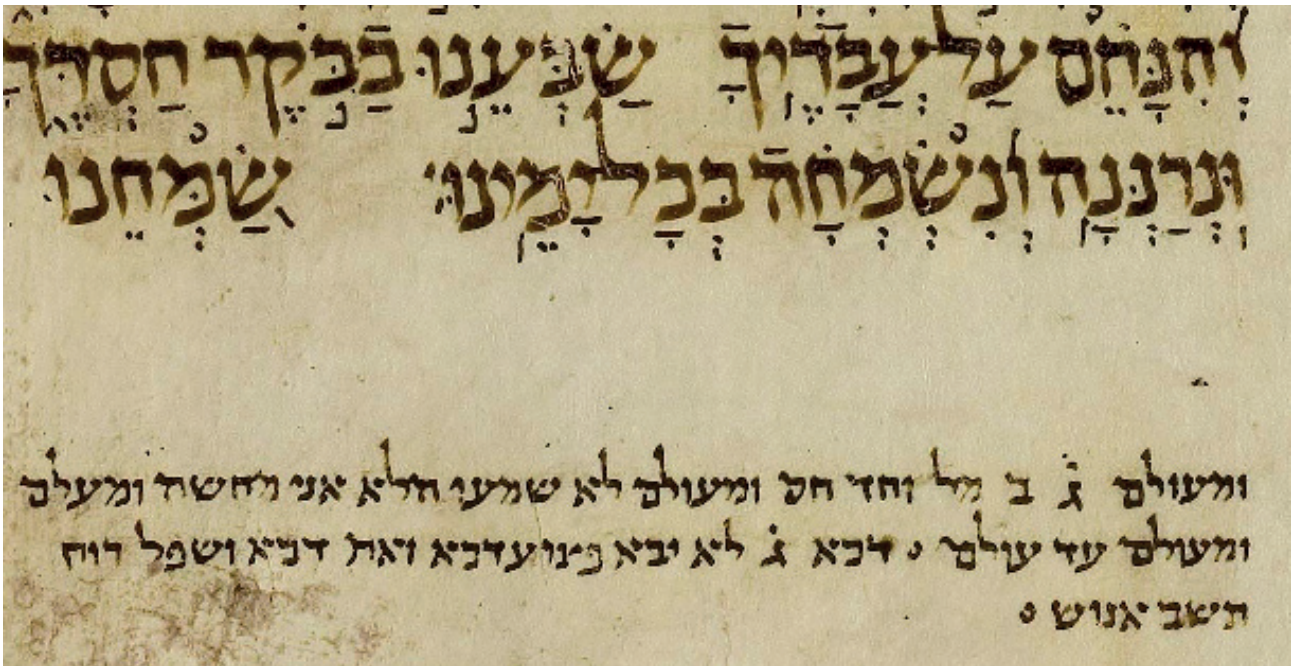 וְהִנָּחֵם עַל־עֲבָדֶֽיךָ שַׂבְּעֵ֣נוּ בַבֹּ֣קֶר חַסְדֶּ֑ךָ
וּֽנְרַנְּנָ֥ה וְ֝נִשְׂמְחָ֗ה בְּכָל־יָמֵֽינוּ׃ שַׂ֭מְּחֵנוּ
ומעולם ג̇ ב מל וחד חס ומעולם לא שמעו הלא אני מחשה ומעלם
ומעולם עד עולם ◦ דכא ג̇ לא יבא פצוע דכא ואת דכא ושפל רוח
תשב אנוש ◦